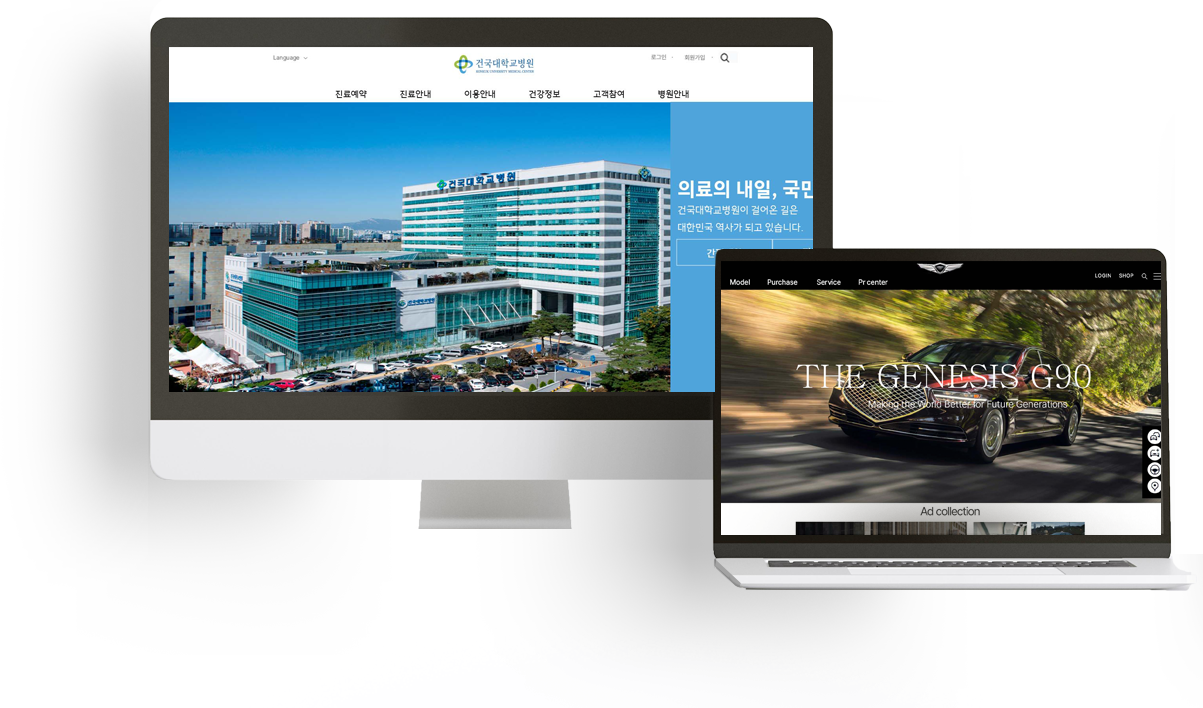 Language
건국대학교병원
KONKUK UNIVERSITY MEDICAL CENTER
로그인
회원가입
진료예약 진료안내 이용안내 건강정보 고객참여 병원안내
건국대학교병원
의료의 내일, 국민
건국대학교병원이 걸어온 길은
대한민국 역사가 되고 있습니다.
LOGIN SHOP
Model Purchase Service Pr center
THE GENESIS G90
Making the World Better for Future Generations
Ad collection